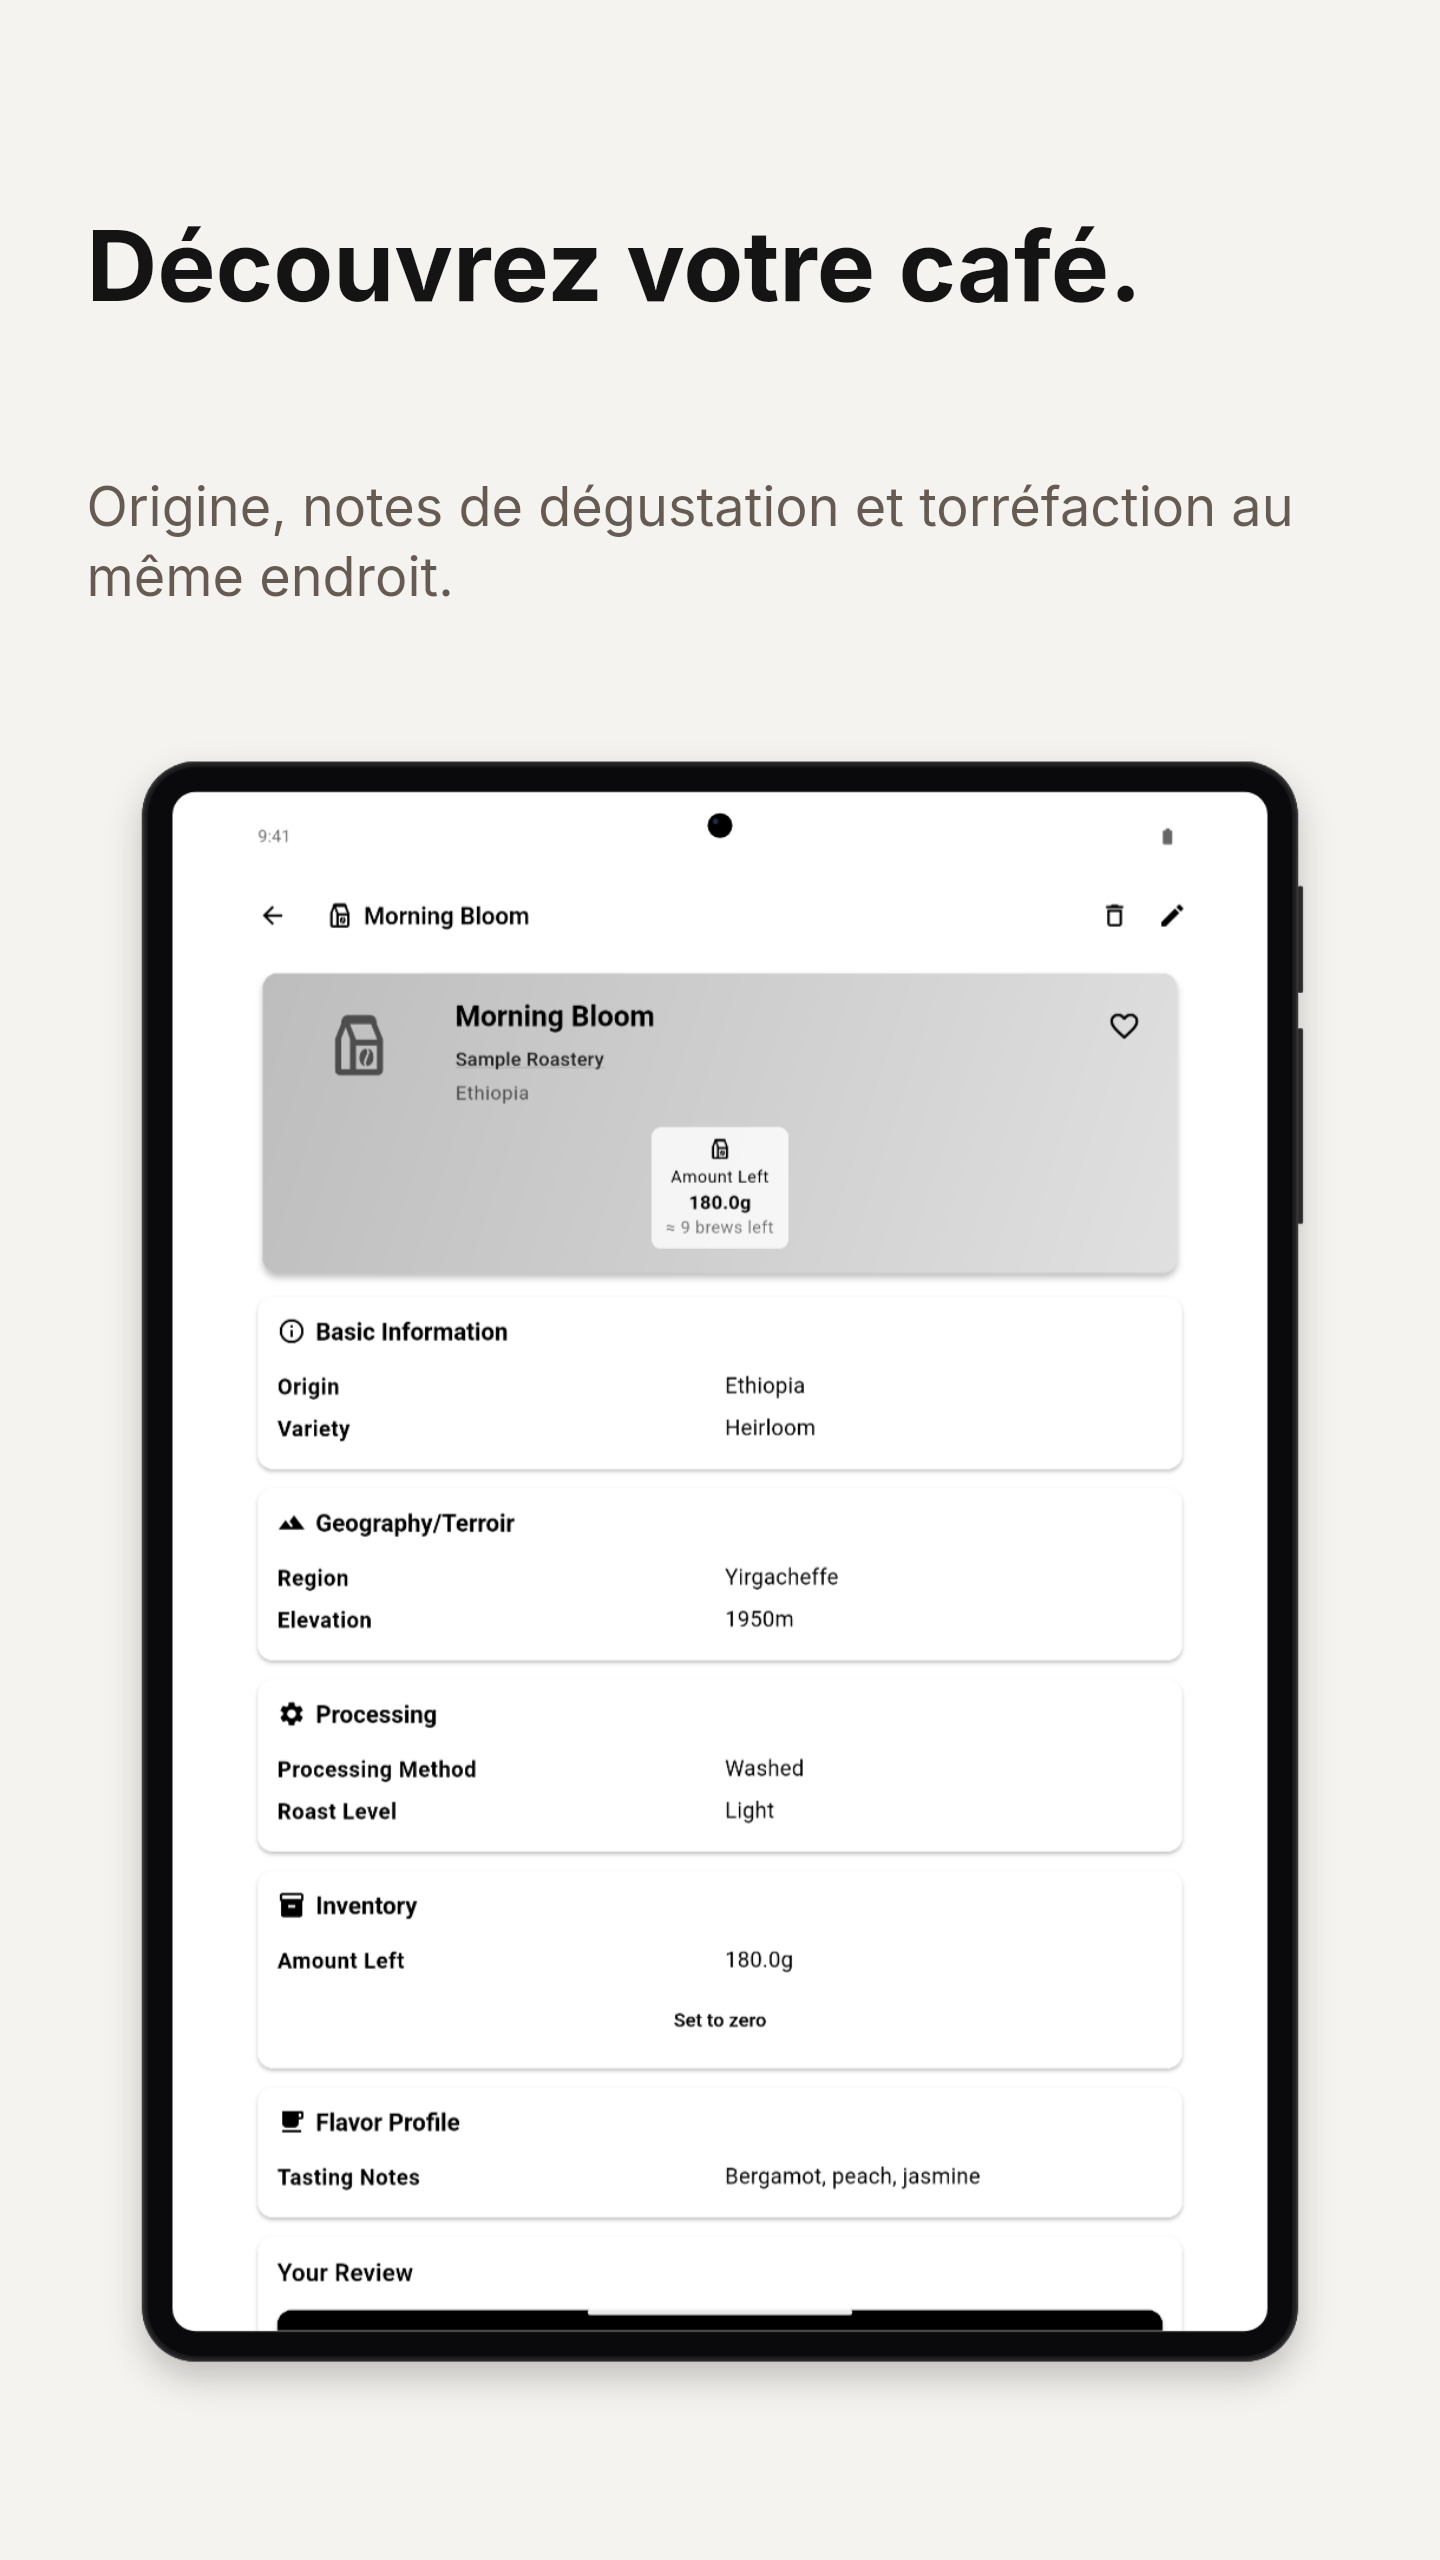 Découvrez votre café.
Origine, notes de dégustation et torréfaction au
même endroit.
9:41
Morning Bloom
Morning Bloom
Sample Roastery
Ethiopia
Amount Left
180.0g
≈ 9 brews left
Basic Information
Origin Ethiopia
Variety Heirloom
Geography/Terroir
Region Yirgacheffe
Elevation 1950m
Processing
Processing Method Washed
Roast Level Light
Inventory
Amount Left 180.0g
Set to zero
Flavor Profile
Tasting Notes Bergamot, peach, jasmine
Your Review